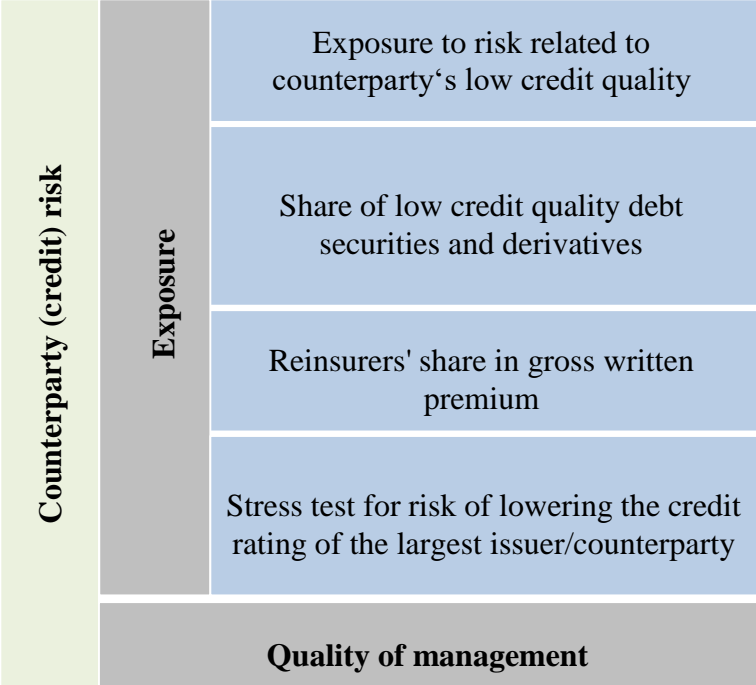 Counterparty (credit) risk
Exposure
Exposure to risk related to
counterparty‘s low credit quality
Share of low credit quality debt
securities and derivatives
Reinsurers' share in gross written
premium
Stress test for risk of lowering the credit
rating of the largest issuer/counterparty
Quality of management